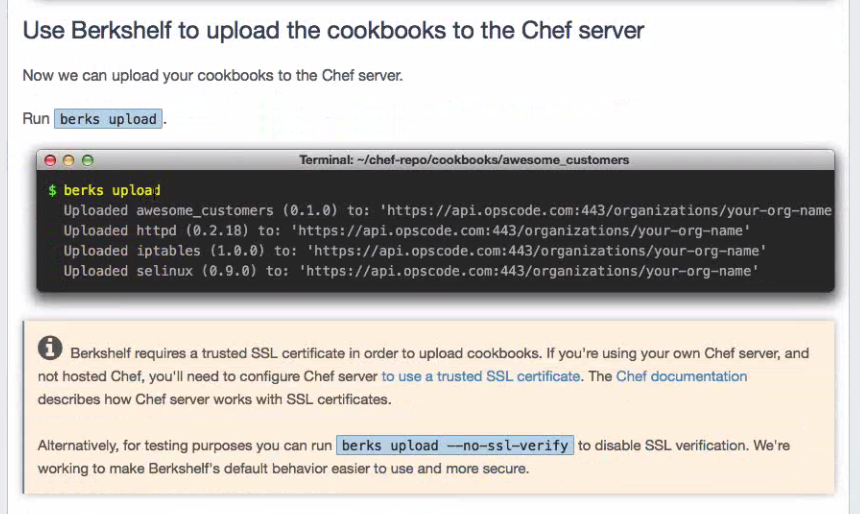 Use Berkshelf to upload the cookbooks to the Chef server
Now we can upload your cookbooks to the Chef server.
Run berks upload.
Terminal: ~/chef-repo/cookbooks/awesome_customers
$ berks upload
Uploaded awesome_customers (0.1.0) to: 'https://api.opscode.com:443/organizations/your-org-name
Uploaded httpd (0.2.18) to: 'https://api.opscode.com:443/organizations/your-org-name'
Uploaded iptables (1.0.0) to: 'https://api.opscode.com:443/organizations/your-org-name'
Uploaded selinux (0.9.0) to: 'https://api.opscode.com:443/organizations/your-org-name'
Berkshelf requires a trusted SSL certificate in order to upload cookbooks. If you're using your own Chef server, and
not hosted Chef, you'll need to configure Chef server to use a trusted SSL certificate. The Chef documentation
describes how Chef server works with SSL certificates.
Alternatively, for testing purposes you can run berks upload --no-ssl-verify to disable SSL verification. We're
working to make Berkshelf's default behavior easier to use and more secure.